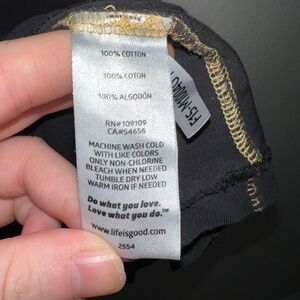 100% COTTON
100% COTON
100% ALGODÓN
RN#109109
CA#54656
MACHINE WASH COLD
WITH LIKE COLORS
ONLY NON-CHLORINE
BLEACH WHEN NEEDED
TUMBLE DRY LOW
WARM IRON IF NEEDED
Do what you love.
Love what you do.™
www.lifeisgood.com
2554